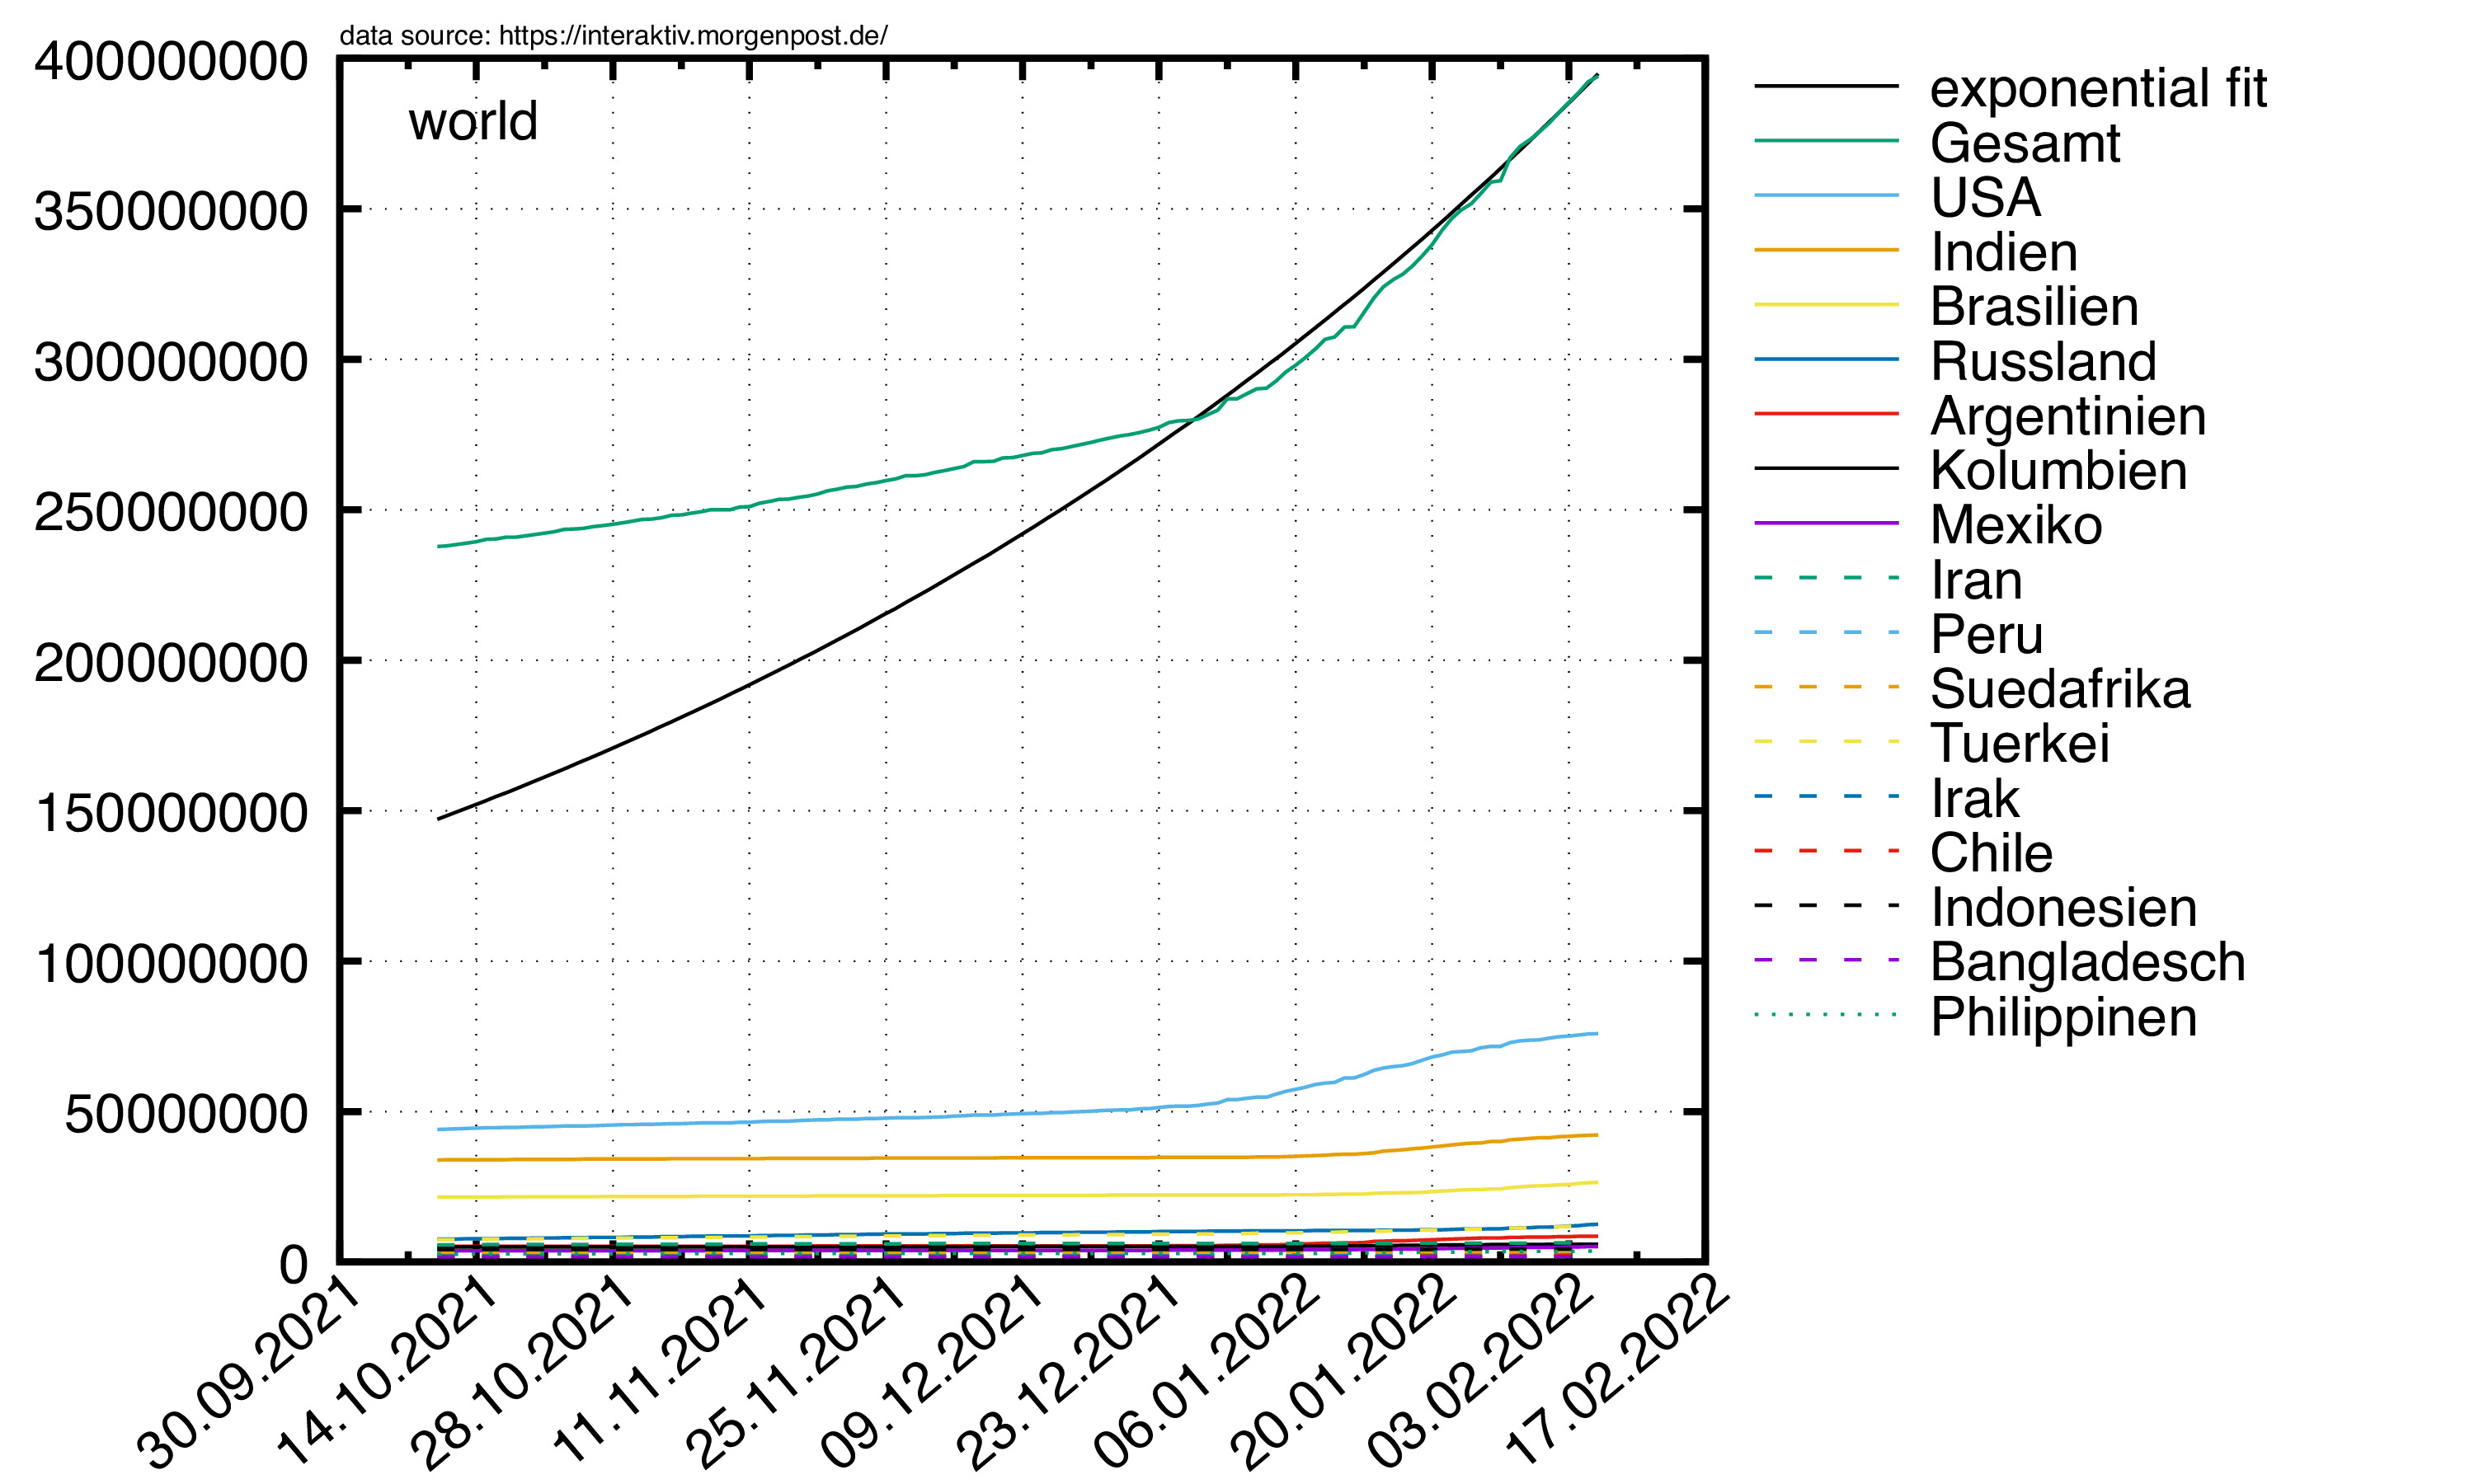 data source: https://interaktiv.morgenpost.de/
400000000
350000000
300000000
250000000
200000000
150000000
100000000
50000000
0
world
30.09.2021
14.10.2021
28.10.2021
11.11.2021
25.11.2021
09.12.2021
23.12.2021
06.01.2022
20.01.2022
03.02.2022
17.02.2022
exponential fit
Gesamt
USA
Indien
Brasilien
Russland
Argentinien
Kolumbien
Mexiko
Iran
Peru
Suedafrika
Tuerkei
Irak
Chile
Indonesien
Bangladesch
Philippinen